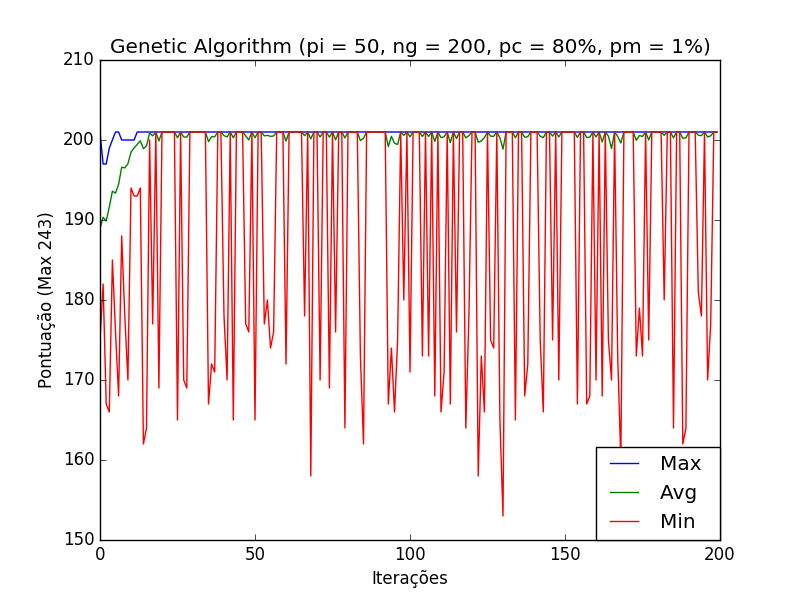 Genetic Algorithm (pi = 50, ng = 200, pc = 80%, pm = 1%)
210
200
190
180
170
160
150
Pontuação (Max 243)
Max
Avg
Min
0
50
100
150
200
Iterações